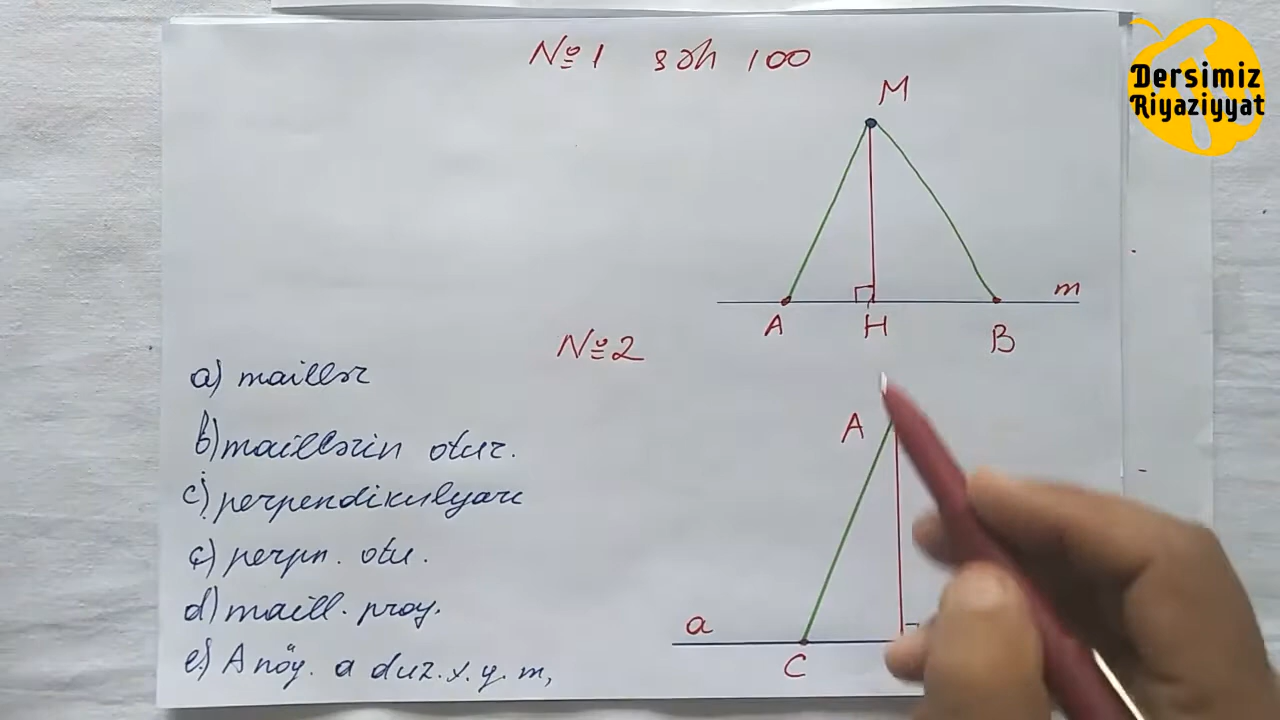 Dersimiz
Riyaziyyat
№1 səh 100
M
A H B m
№2
a) maillər
b) maillərin otur.
c) perpendikulyarı
ç) perpn. otu.
d) maill. proy.
e) A nöq. a düz. x. y. m,
A
a
C